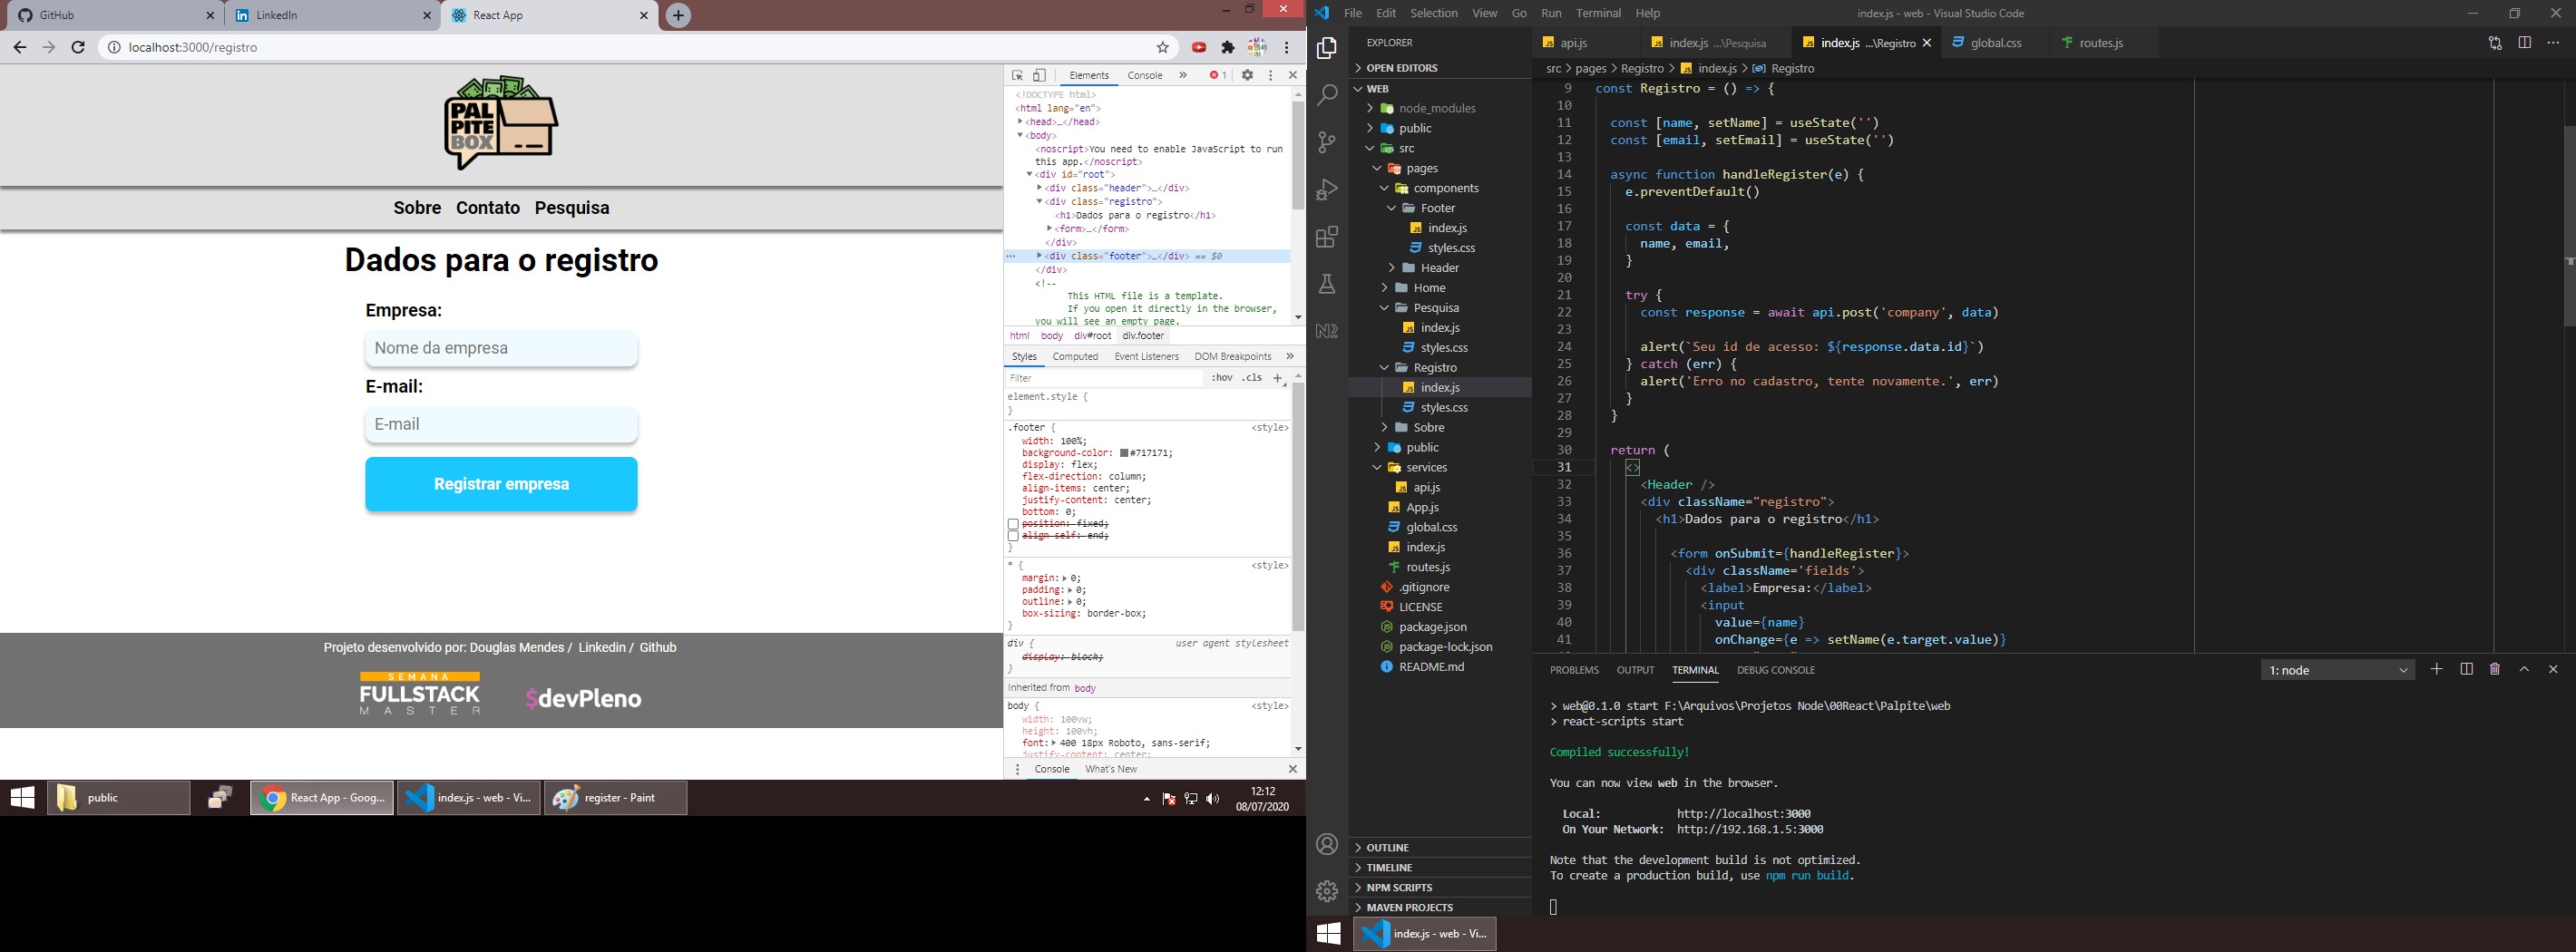 GitHub
LinkedIn
React App
localhost:3000/registro
PAL
PITE
BOX
Sobre Contato Pesquisa
Dados para o registro
Empresa:
Nome da empresa
E-mail:
E-mail
Registrar empresa
Projeto desenvolvido por: Douglas Mendes / Linkedin / Github
SEMANA
FULLSTACK
MASTER
$devPleno
Elements Console » 1
<!DOCTYPE html>
<html lang="en">
<head>…</head>
<body>
<noscript>You need to enable JavaScript to run
this app.</noscript>
<div id="root">
<div class="header">…</div>
<div class="registro">
<h1>Dados para o registro</h1>
<form>…</form>
</div>
<div class="footer">…</div> == $0
</div>
<!--
This HTML file is a template.
If you open it directly in the browser,
you will see an empty page.
html body div#root div.footer
Styles Computed Event Listeners DOM Breakpoints »
Filter :hov .cls +
element.style {
}
.footer { <style>
width: 100%;
background-color: #717171;
display: flex;
flex-direction: column;
align-items: center;
justify-content: center;
bottom: 0;
position: fixed;
align-self: end;
}
* { <style>
margin: 0;
padding: 0;
outline: 0;
box-sizing: border-box;
}
div { user agent stylesheet
display: block;
}
Inherited from body
body { <style>
width: 100vw;
height: 100vh;
font: 400 18px Roboto, sans-serif;
justify-content: center;
Console What's New
public
React App - Goog...
index.js - web - Vi...
register - Paint
12:12
08/07/2020
File Edit Selection View Go Run Terminal Help
index.js - web - Visual Studio Code
EXPLORER
OPEN EDITORS
WEB
node_modules
public
src
pages
components
Footer
index.js
styles.css
Header
Home
Pesquisa
index.js
styles.css
Registro
index.js
styles.css
Sobre
public
services
api.js
App.js
global.css
index.js
routes.js
.gitignore
LICENSE
package.json
package-lock.json
README.md
OUTLINE
TIMELINE
NPM SCRIPTS
MAVEN PROJECTS
api.js
index.js ...\Pesquisa
index.js ...\Registro
global.css
routes.js
src > pages > Registro > index.js > Registro
9 const Registro = () => {
10
11 const [name, setName] = useState('')
12 const [email, setEmail] = useState('')
13
14 async function handleRegister(e) {
15 e.preventDefault()
16
17 const data = {
18 name, email,
19 }
20
21 try {
22 const response = await api.post('company', data)
23
24 alert(`Seu id de acesso: ${response.data.id}`)
25 } catch (err) {
26 alert('Erro no cadastro, tente novamente.', err)
27 }
28 }
29
30 return (
31 <>
32 <Header />
33 <div className="registro">
34 <h1>Dados para o registro</h1>
35
36 <form onSubmit={handleRegister}>
37 <div className='fields'>
38 <label>Empresa:</label>
39 <input
40 value={name}
41 onChange={e => setName(e.target.value)}
PROBLEMS OUTPUT TERMINAL DEBUG CONSOLE
1: node
> web@0.1.0 start F:\Arquivos\Projetos Node\00React\Palpite\web
> react-scripts start
Compiled successfully!
You can now view web in the browser.
Local: http://localhost:3000
On Your Network: http://192.168.1.5:3000
Note that the development build is not optimized.
To create a production build, use npm run build.
index.js - web - Vi...